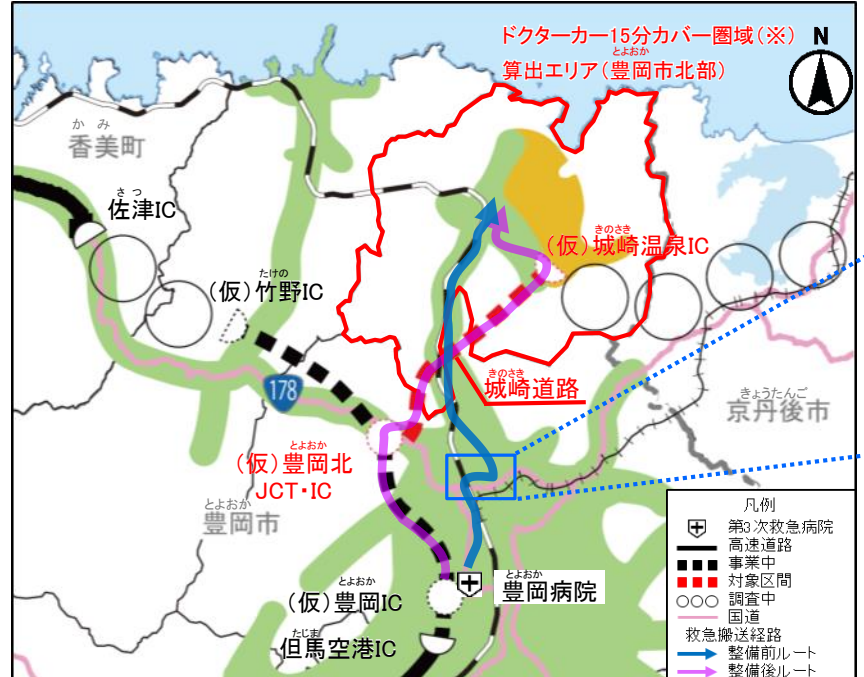 ドクターカー15分カバー圏域(※)
とよおか
算出エリア(豊岡市北部)
N
かみ
香美町
さつ
佐津IC
きのさき
(仮)城崎温泉IC
たけの
(仮)竹野IC
178
きのさき
城崎道路
きょうたんご
京丹後市
とよおか
(仮)豊岡北
JCT・IC
とよおか
豊岡市
とよおか
(仮)豊岡IC
とよおか
豊岡病院
たじま
但馬空港IC
凡例
第3次救急病院
高速道路
事業中
対象区間
調査中
国道
救急搬送経路
整備前ルート
整備後ルート